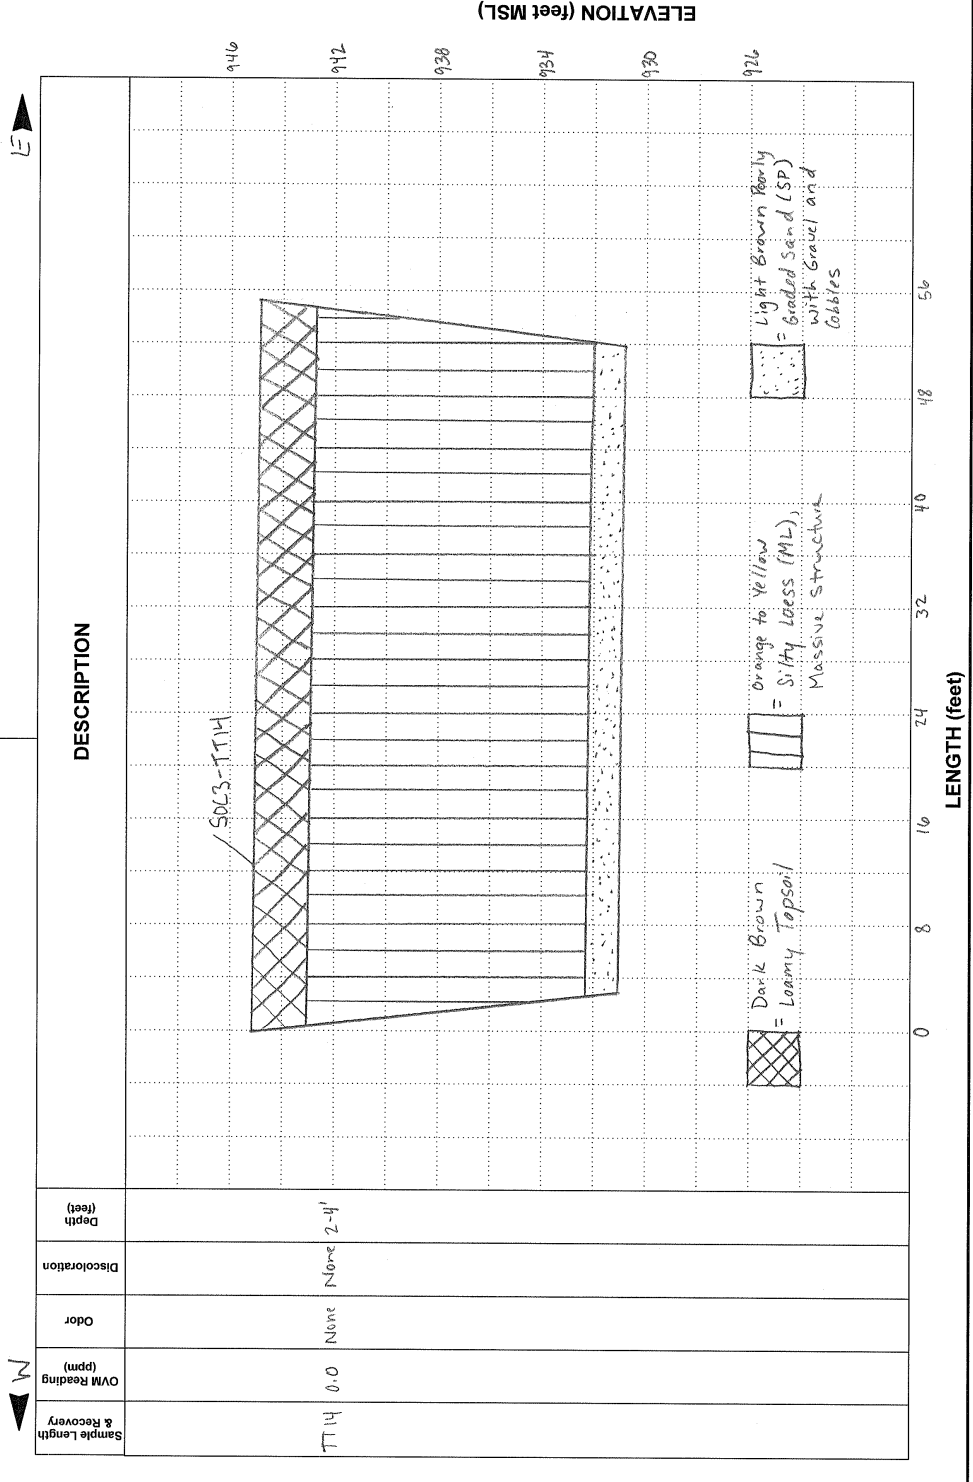 W
E
Sample Length
& Recovery
OVM Reading
(ppm)
Odor
Discoloration
Depth
(feet)
DESCRIPTION
TT14
0.0
None
None
2-4'
SOL3-TT14
946
942
938
934
930
926
ELEVATION (feet MSL)
= Dark Brown
Loamy Topsoil
= Orange to Yellow
Silty Loess (ML),
Massive Structure
= Light Brown Poorly
Graded Sand (SP)
with Gravel and
Cobbles
0
8
16
24
32
40
48
56
LENGTH (feet)